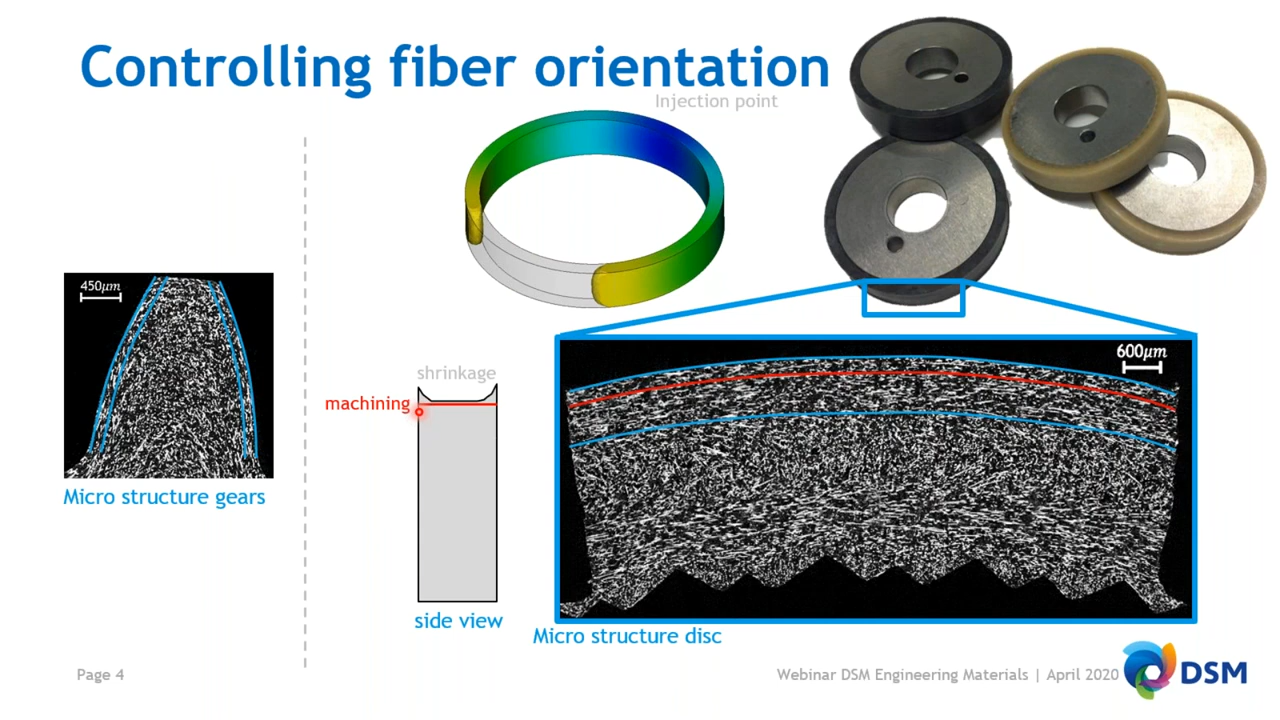 Controlling fiber orientation
Injection point
450μm
Micro structure gears
shrinkage
machining
side view
600μm
Micro structure disc
Page 4
Webinar DSM Engineering Materials | April 2020
DSM